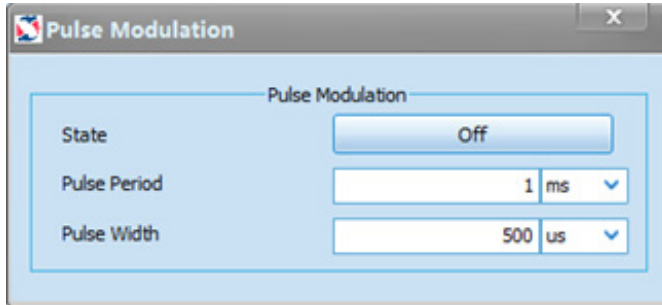 Pulse Modulation
Pulse Modulation
State Off
Pulse Period 1 ms
Pulse Width 500 us